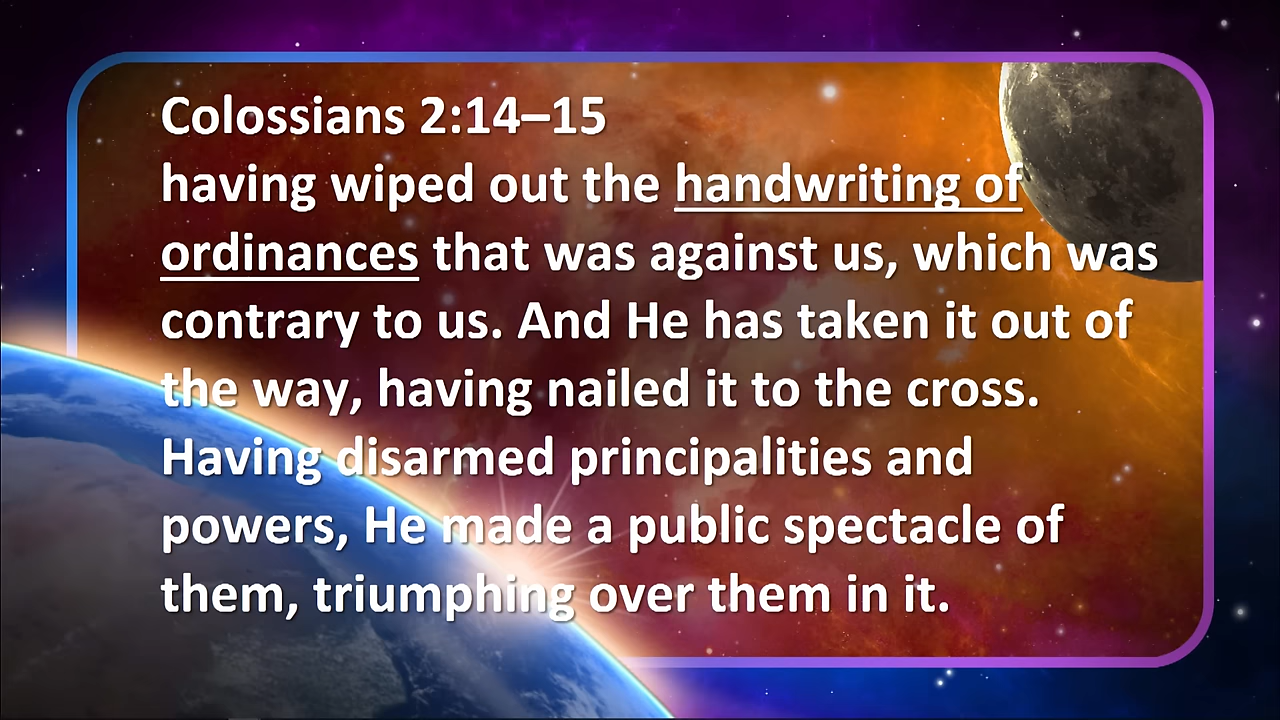 Colossians 2:14–15
having wiped out the handwriting of
ordinances that was against us, which was
contrary to us. And He has taken it out of
the way, having nailed it to the cross.
Having disarmed principalities and
powers, He made a public spectacle of
them, triumphing over them in it.